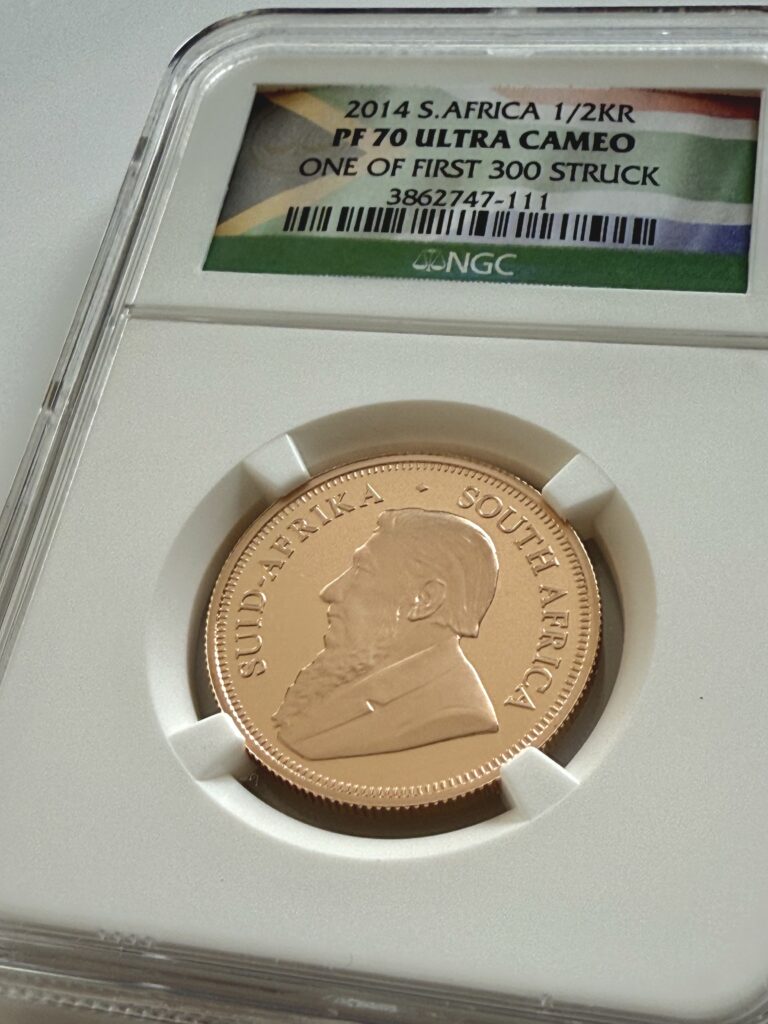 2014 S.AFRICA 1/2KR
PF 70 ULTRA CAMEO
ONE OF FIRST 300 STRUCK
3862747-111
NGC
SUID-AFRIKA · SOUTH AFRICA